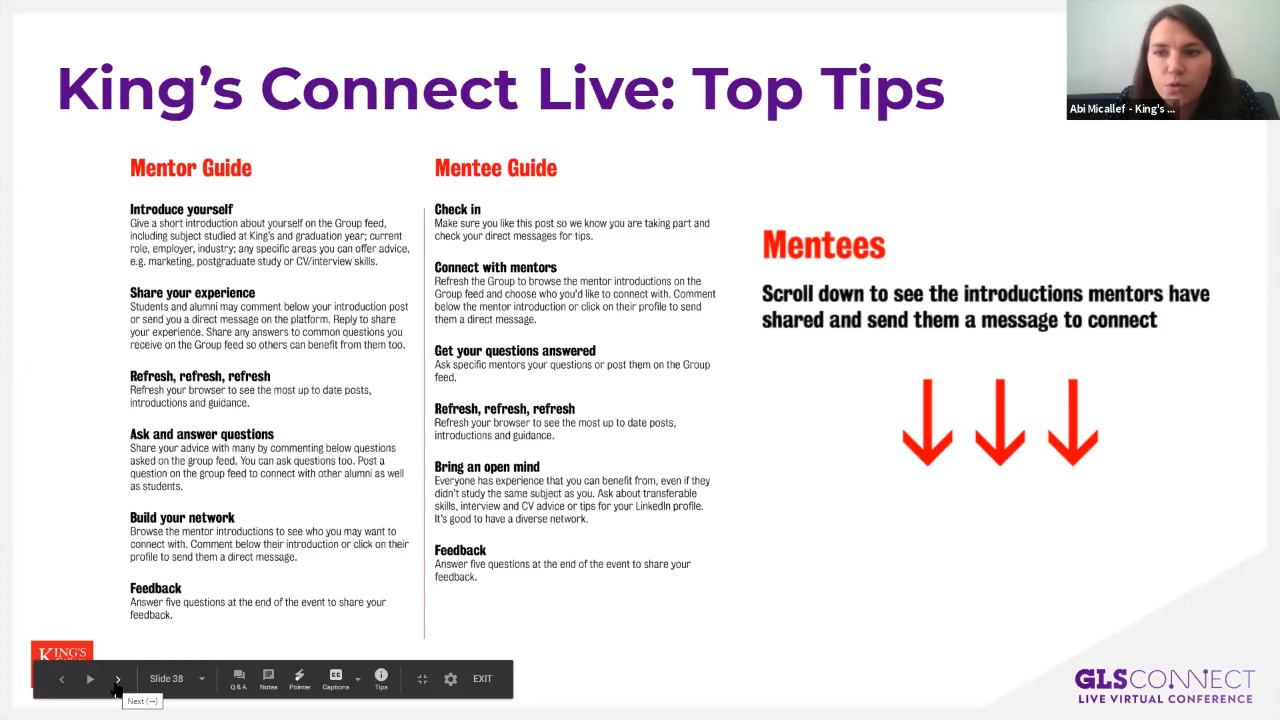 King's Connect Live: Top Tips
Abi Micallef - King's ...
Mentor Guide
Introduce yourself
Give a short introduction about yourself on the Group feed,
including subject studied at King's and graduation year; current
role, employer, industry; any specific areas you can offer advice,
e.g. marketing, postgraduate study or CV/interview skills.
Share your experience
Students and alumni may comment below your introduction post
or send you a direct message on the platform. Reply to share
your experience. Share any answers to common questions you
receive on the Group feed so others can benefit from them too.
Refresh, refresh, refresh
Refresh your browser to see the most up to date posts,
introductions and guidance.
Ask and answer questions
Share your advice with many by commenting below questions
asked on the group feed. You can ask questions too. Post a
question on the group feed to connect with other alumni as well
as students.
Build your network
Browse the mentor introductions to see who you may want to
connect with. Comment below their introduction or click on their
profile to send them a direct message.
Feedback
Answer five questions at the end of the event to share your
feedback.
Mentee Guide
Check in
Make sure you like this post so we know you are taking part and
check your direct messages for tips.
Connect with mentors
Refresh the Group to browse the mentor introductions on the
Group feed and choose who you'd like to connect with. Comment
below the mentor introduction or click on their profile to send
them a direct message.
Get your questions answered
Ask specific mentors your questions or post them on the Group
feed.
Refresh, refresh, refresh
Refresh your browser to see the most up to date posts,
introductions and guidance.
Bring an open mind
Everyone has experience that you can benefit from, even if they
didn't study the same subject as you. Ask about transferable
skills, interview and CV advice or tips for your LinkedIn profile.
It's good to have a diverse network.
Feedback
Answer five questions at the end of the event to share your
feedback.
Mentees
Scroll down to see the introductions mentors have
shared and send them a message to connect
KING'S
Slide 38
Q & A
Notes
Pointer
Captions
Tips
EXIT
Next (→)
GLSCONNECT
LIVE VIRTUAL CONFERENCE